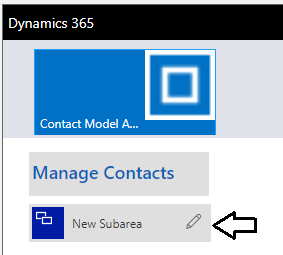 Dynamics 365
Contact Model A...
Manage Contacts
New Subarea